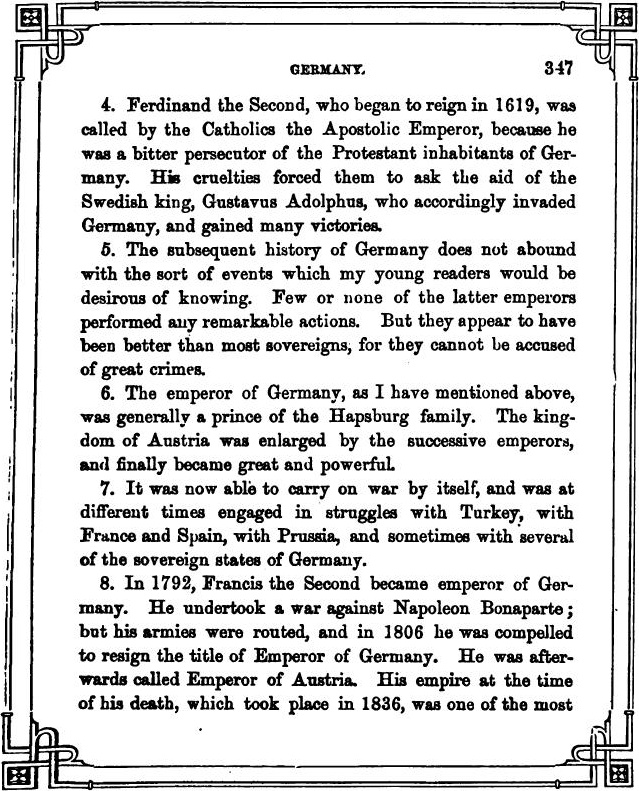 GERMANY. 347
4. Ferdinand the Second, who began to reign in 1619, was
called by the Catholics the Apostolic Emperor, because he
was a bitter persecutor of the Protestant inhabitants of Ger-
many. His cruelties forced them to ask the aid of the
Swedish king, Gustavus Adolphus, who accordingly invaded
Germany, and gained many victories.
5. The subsequent history of Germany does not abound
with the sort of events which my young readers would be
desirous of knowing. Few or none of the latter emperors
performed any remarkable actions. But they appear to have
been better than most sovereigns, for they cannot be accused
of great crimes.
6. The emperor of Germany, as I have mentioned above,
was generally a prince of the Hapsburg family. The king-
dom of Austria was enlarged by the successive emperors,
and finally became great and powerful.
7. It was now able to carry on war by itself, and was at
different times engaged in struggles with Turkey, with
France and Spain, with Prussia, and sometimes with several
of the sovereign states of Germany.
8. In 1792, Francis the Second became emperor of Ger-
many. He undertook a war against Napoleon Bonaparte;
but his armies were routed, and in 1806 he was compelled
to resign the title of Emperor of Germany. He was after-
wards called Emperor of Austria. His empire at the time
of his death, which took place in 1836, was one of the most